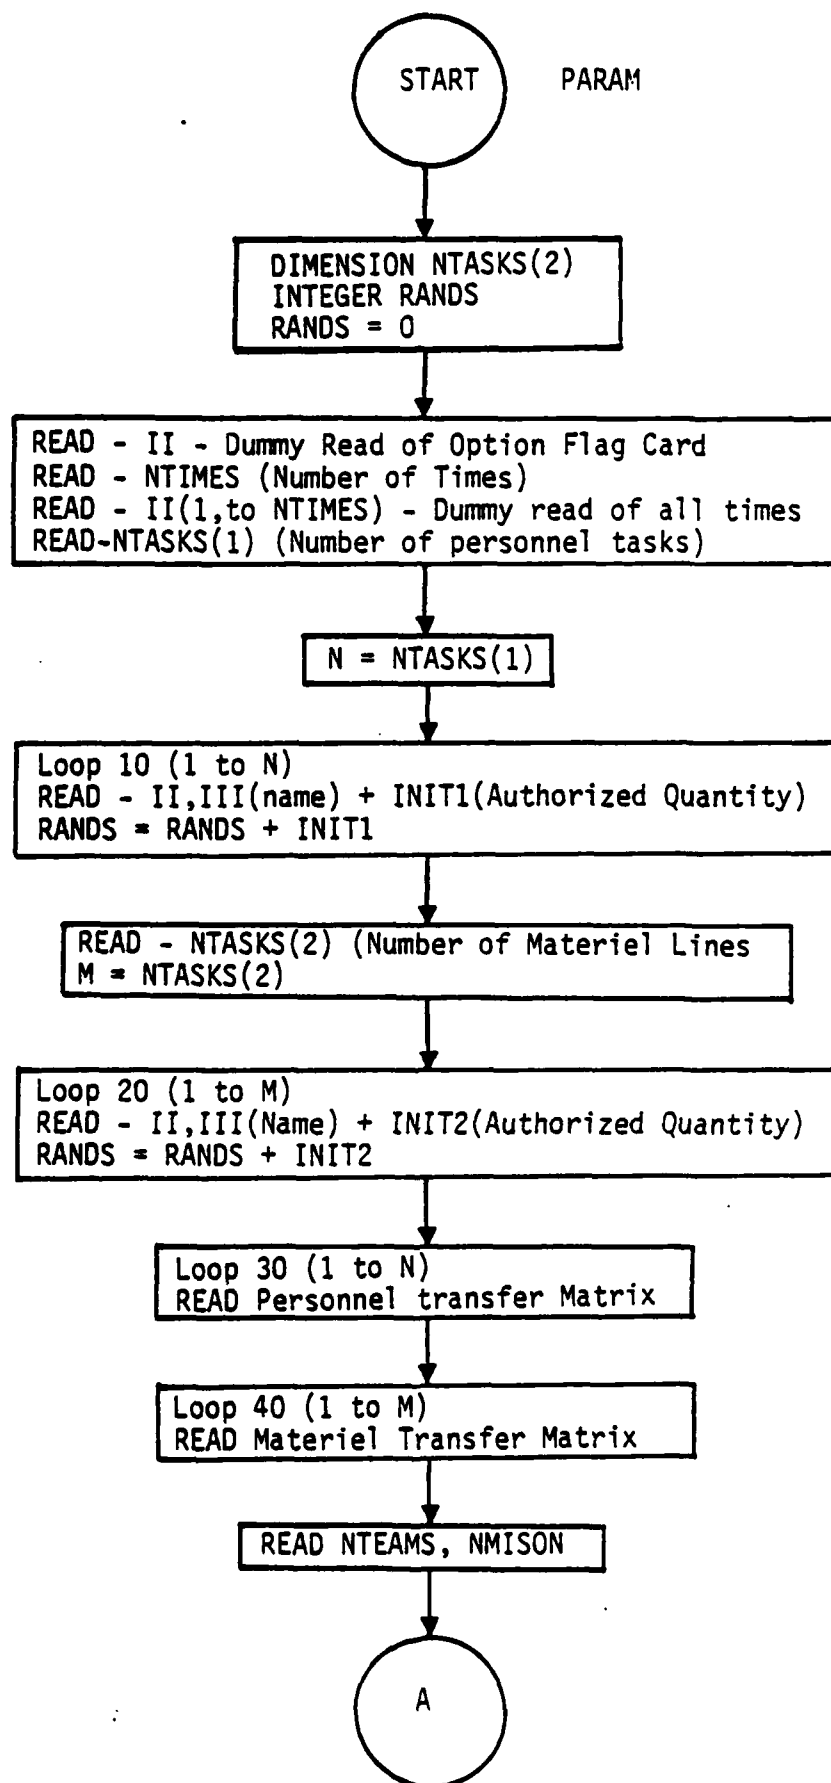 START PARAM
DIMENSION NTASKS(2)
INTEGER RANDS
RANDS = 0
READ - II - Dummy Read of Option Flag Card
READ - NTIMES (Number of Times)
READ - II(1,to NTIMES) - Dummy read of all times
READ-NTASKS(1) (Number of personnel tasks)
N = NTASKS(1)
Loop 10 (1 to N)
READ - II,III(name) + INIT1(Authorized Quantity)
RANDS = RANDS + INIT1
READ - NTASKS(2) (Number of Materiel Lines
M = NTASKS(2)
Loop 20 (1 to M)
READ - II,III(Name) + INIT2(Authorized Quantity)
RANDS = RANDS + INIT2
Loop 30 (1 to N)
READ Personnel transfer Matrix
Loop 40 (1 to M)
READ Materiel Transfer Matrix
READ NTEAMS, NMISON
A